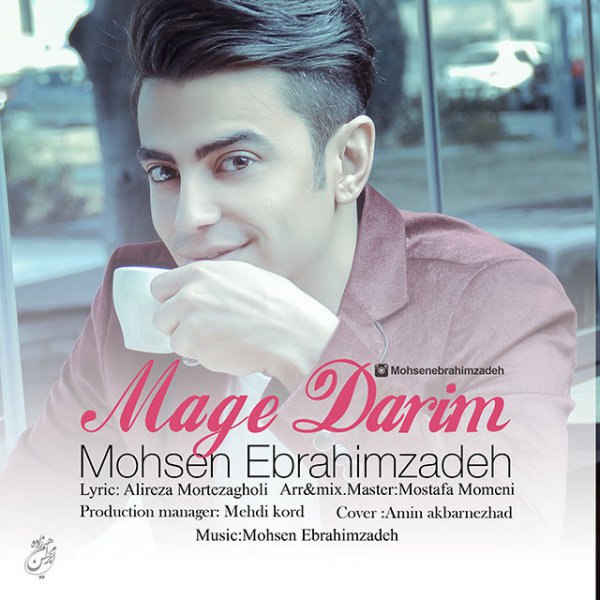 Mohsenebrahimzadeh
Mage Darim
Mohsen Ebrahimzadeh
Lyric: Alireza Mortezagholi Arr&mix.Master:Mostafa Momeni
Production manager: Mehdi kord Cover :Amin akbarnezhad
Music:Mohsen Ebrahimzadeh